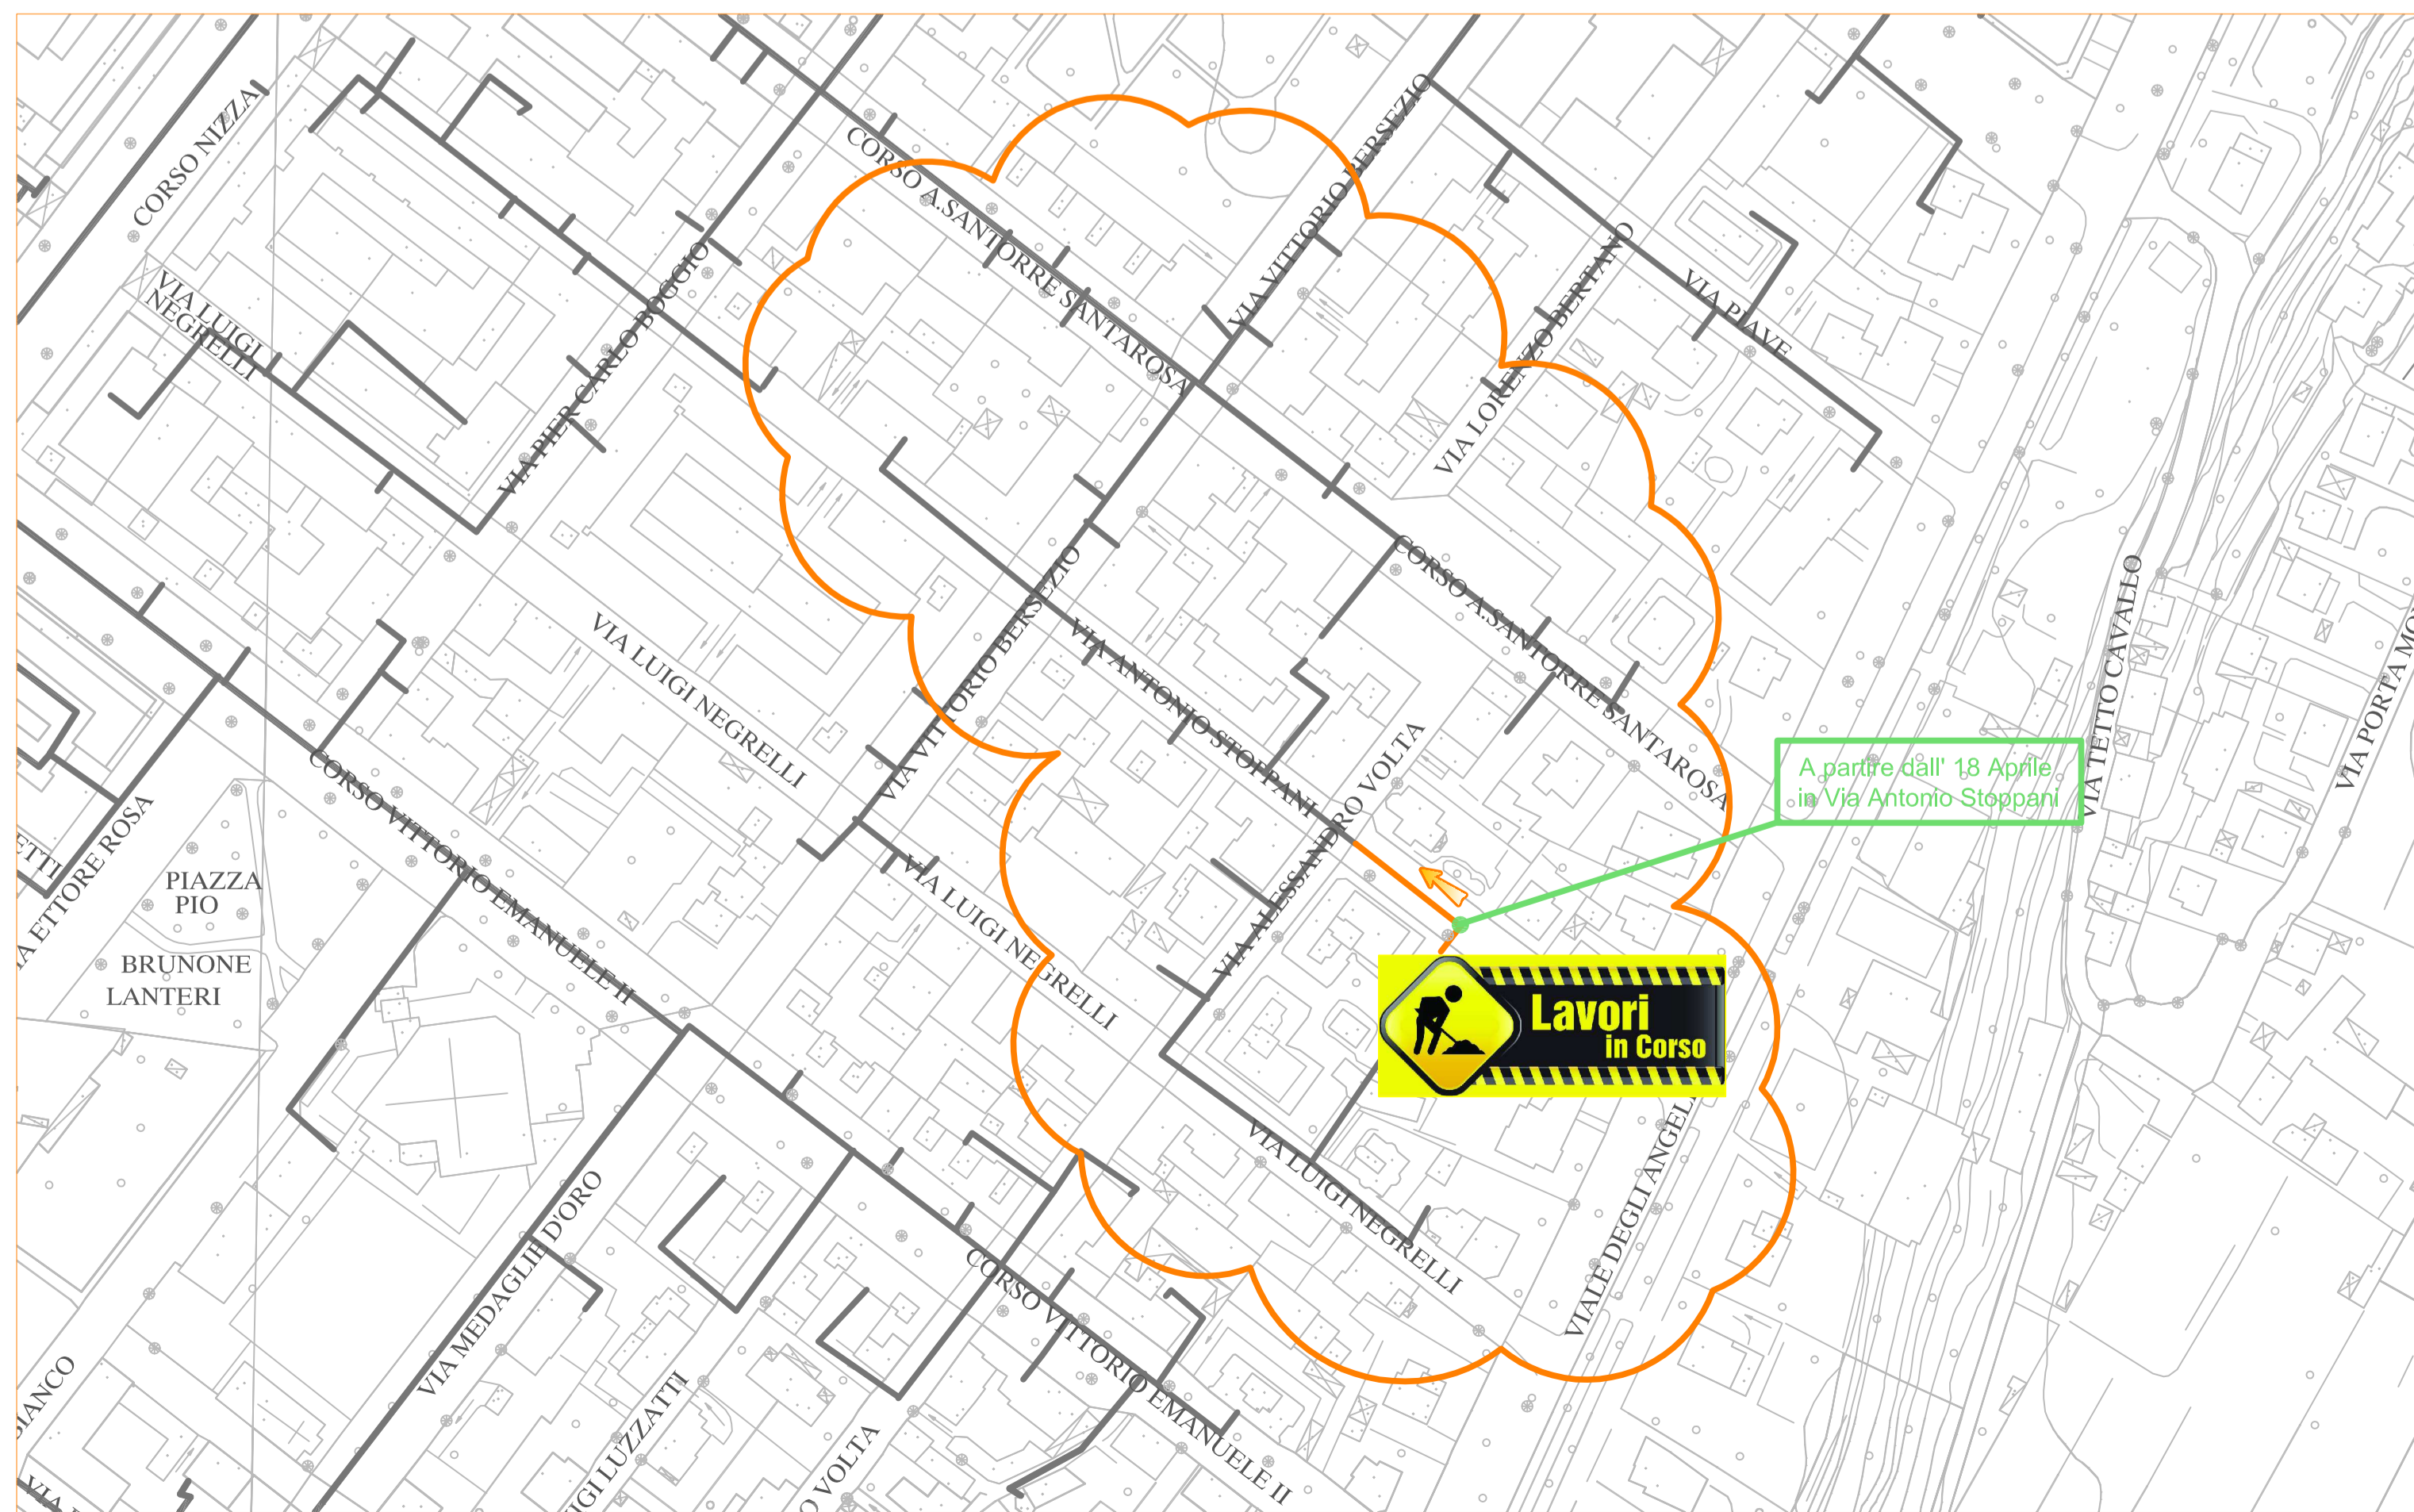 CORSO NIZZA
CORSO A.SANTORRE SANTAROSA
VIA VITTORIO BERSEZIO
VIA LORENZO BERTANO
VIA PIAVE
VIA LUIGI
NEGRELLI
VIA PIER CARLO BOGGIO
VIA LUIGI NEGRELLI
VIA VITTORIO BERSEZIO
VIA ANTONIO STOPPANI
CORSO A.SANTORRE SANTAROSA
VIA ALESSANDRO VOLTA
VIA TETTO CAVALLO
VIA PORTA
A partire dall' 18 Aprile
in Via Antonio Stoppani
CORSO VITTORIO EMANUELE II
ETTORE ROSA
PIAZZA
PIO
BRUNONE
LANTERI
VIA LUIGI NEGRELLI
Lavori
in Corso
VIA LUIGI NEGRELLI
VIALE DEGLI ANGELI
VIA MEDAGLIE D'ORO
CORSO VITTORIO EMANUELE II
LUZZATTI
VOLTA
VIA